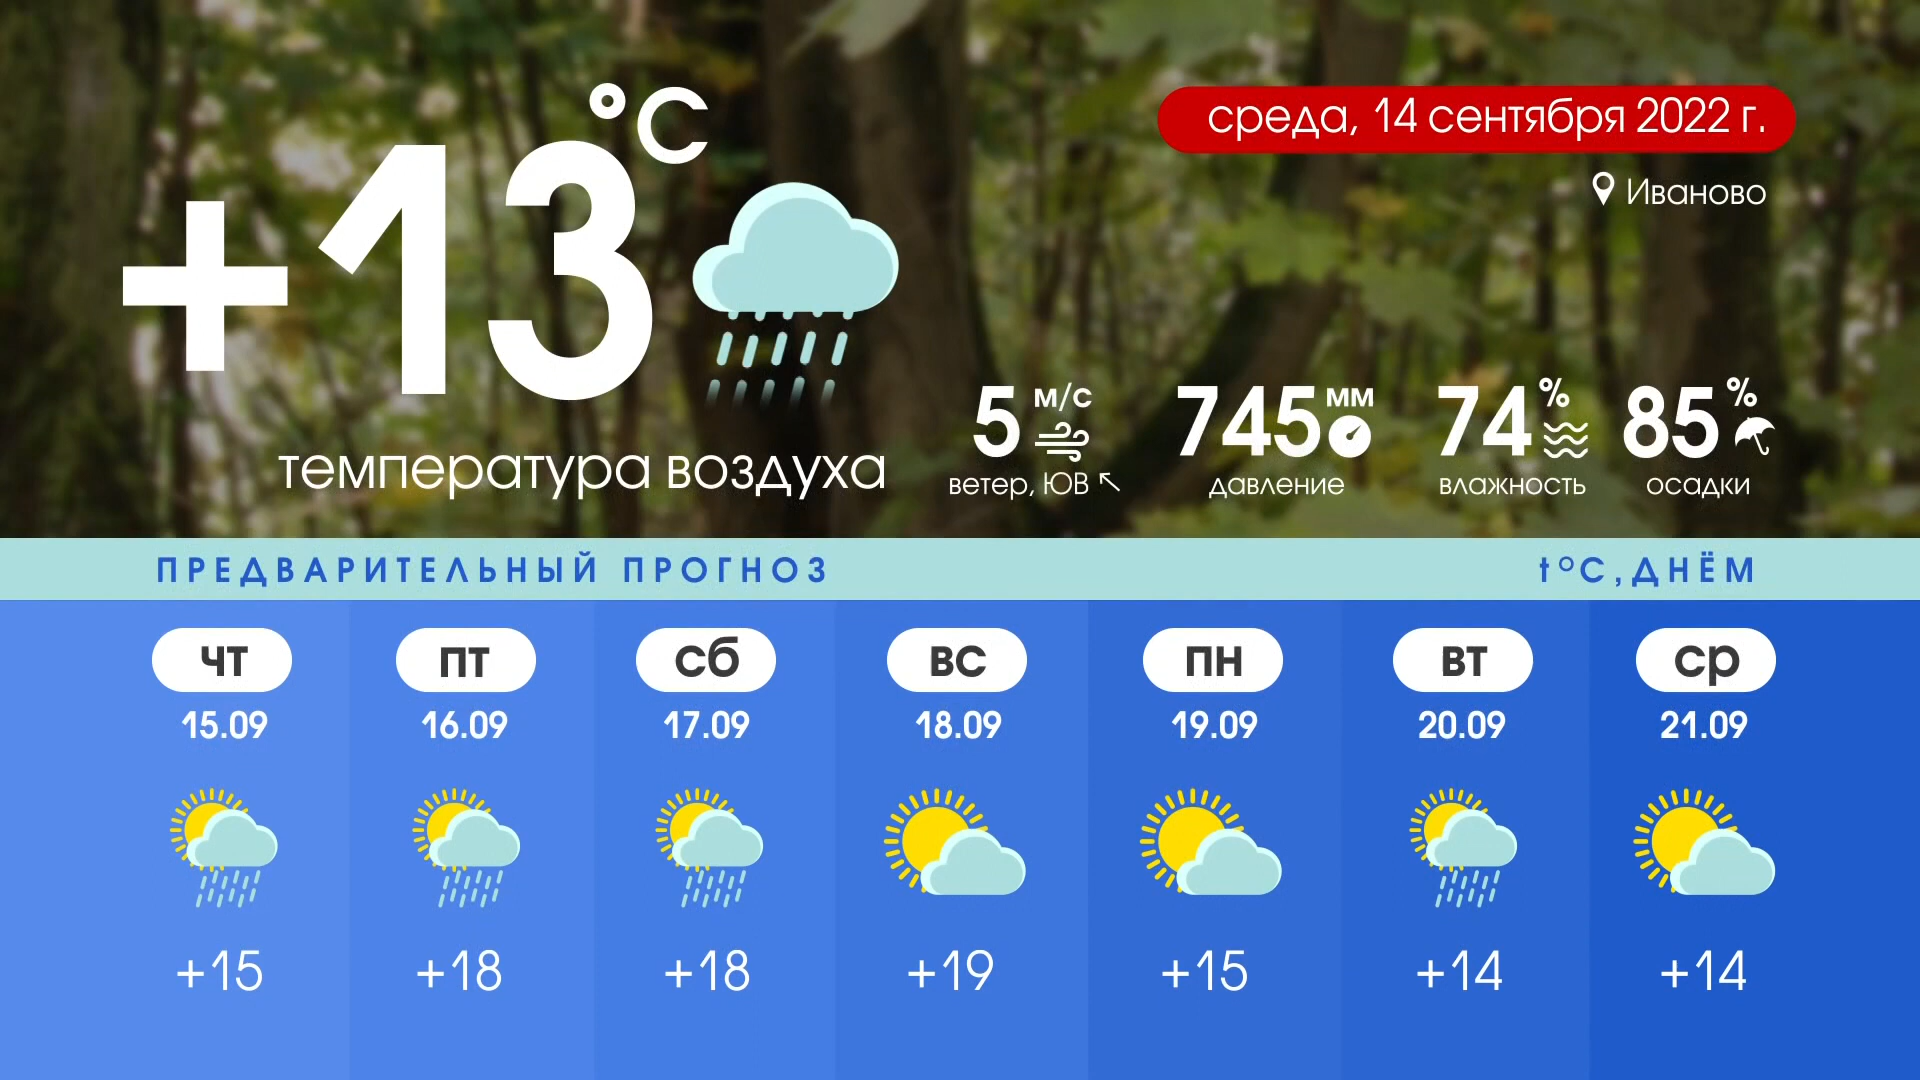 +13°C
температура воздуха
среда, 14 сентября 2022 г.
Иваново
5 м/с
ветер, ЮВ ↖
745 мм
давление
74 %
влажность
85 %
осадки
ПРЕДВАРИТЕЛЬНЫЙ ПРОГНОЗ
t°C, ДНЁМ
чт пт сб вс пн вт ср
15.09 16.09 17.09 18.09 19.09 20.09 21.09
+15 +18 +18 +19 +15 +14 +14